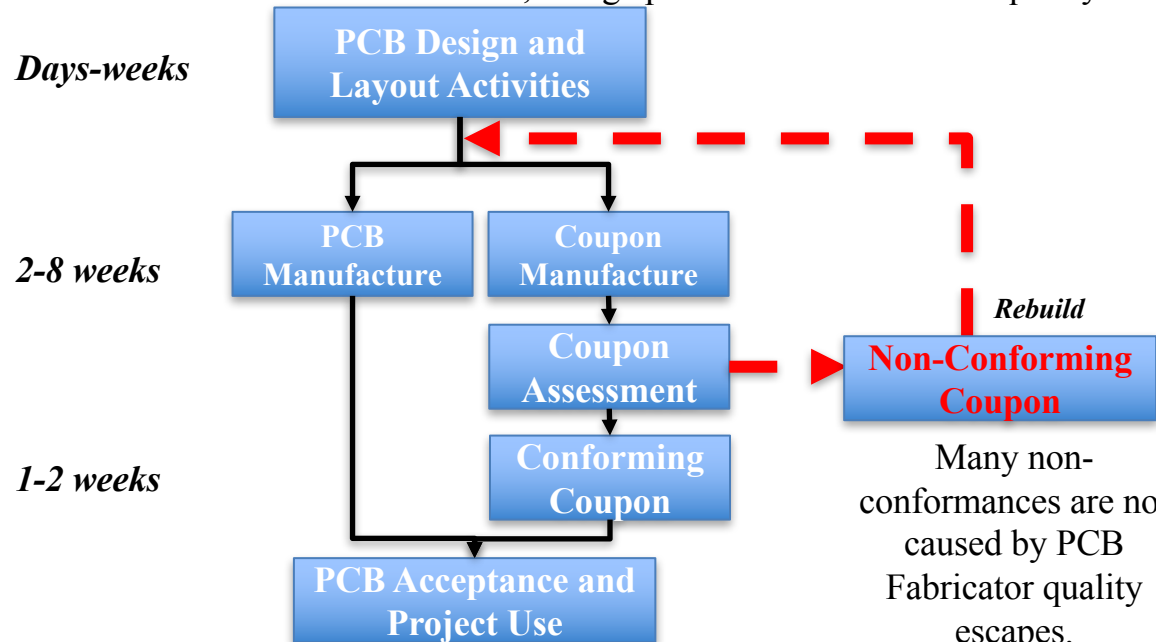 PCB Design and
Layout Activities
Days-weeks
PCB
Manufacture
Coupon
Manufacture
2-8 weeks
Rebuild
Coupon
Assessment
Non-Conforming
Coupon
Conforming
Coupon
1-2 weeks
Many non-
conformances are no
caused by PCB
Fabricator quality
escapes.
PCB Acceptance and
Project Use